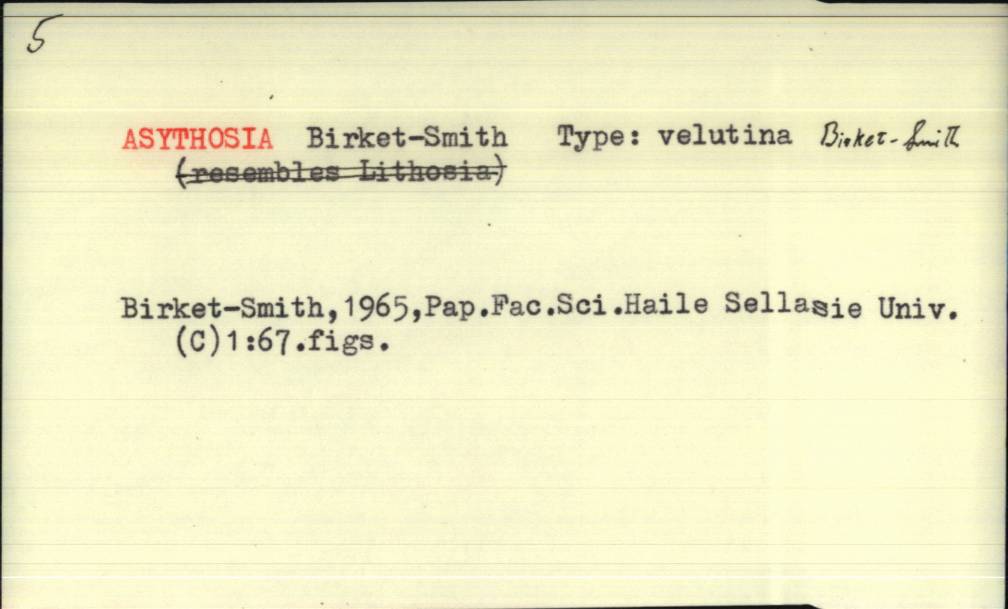 5
ASYTHOSIA Birket-Smith Type: velutina Birket-Smith
(resembles Lithosia)
Birket-Smith,1965,Pap.Fac.Sci.Haile Sellasie Univ.
(C)1:67.figs.